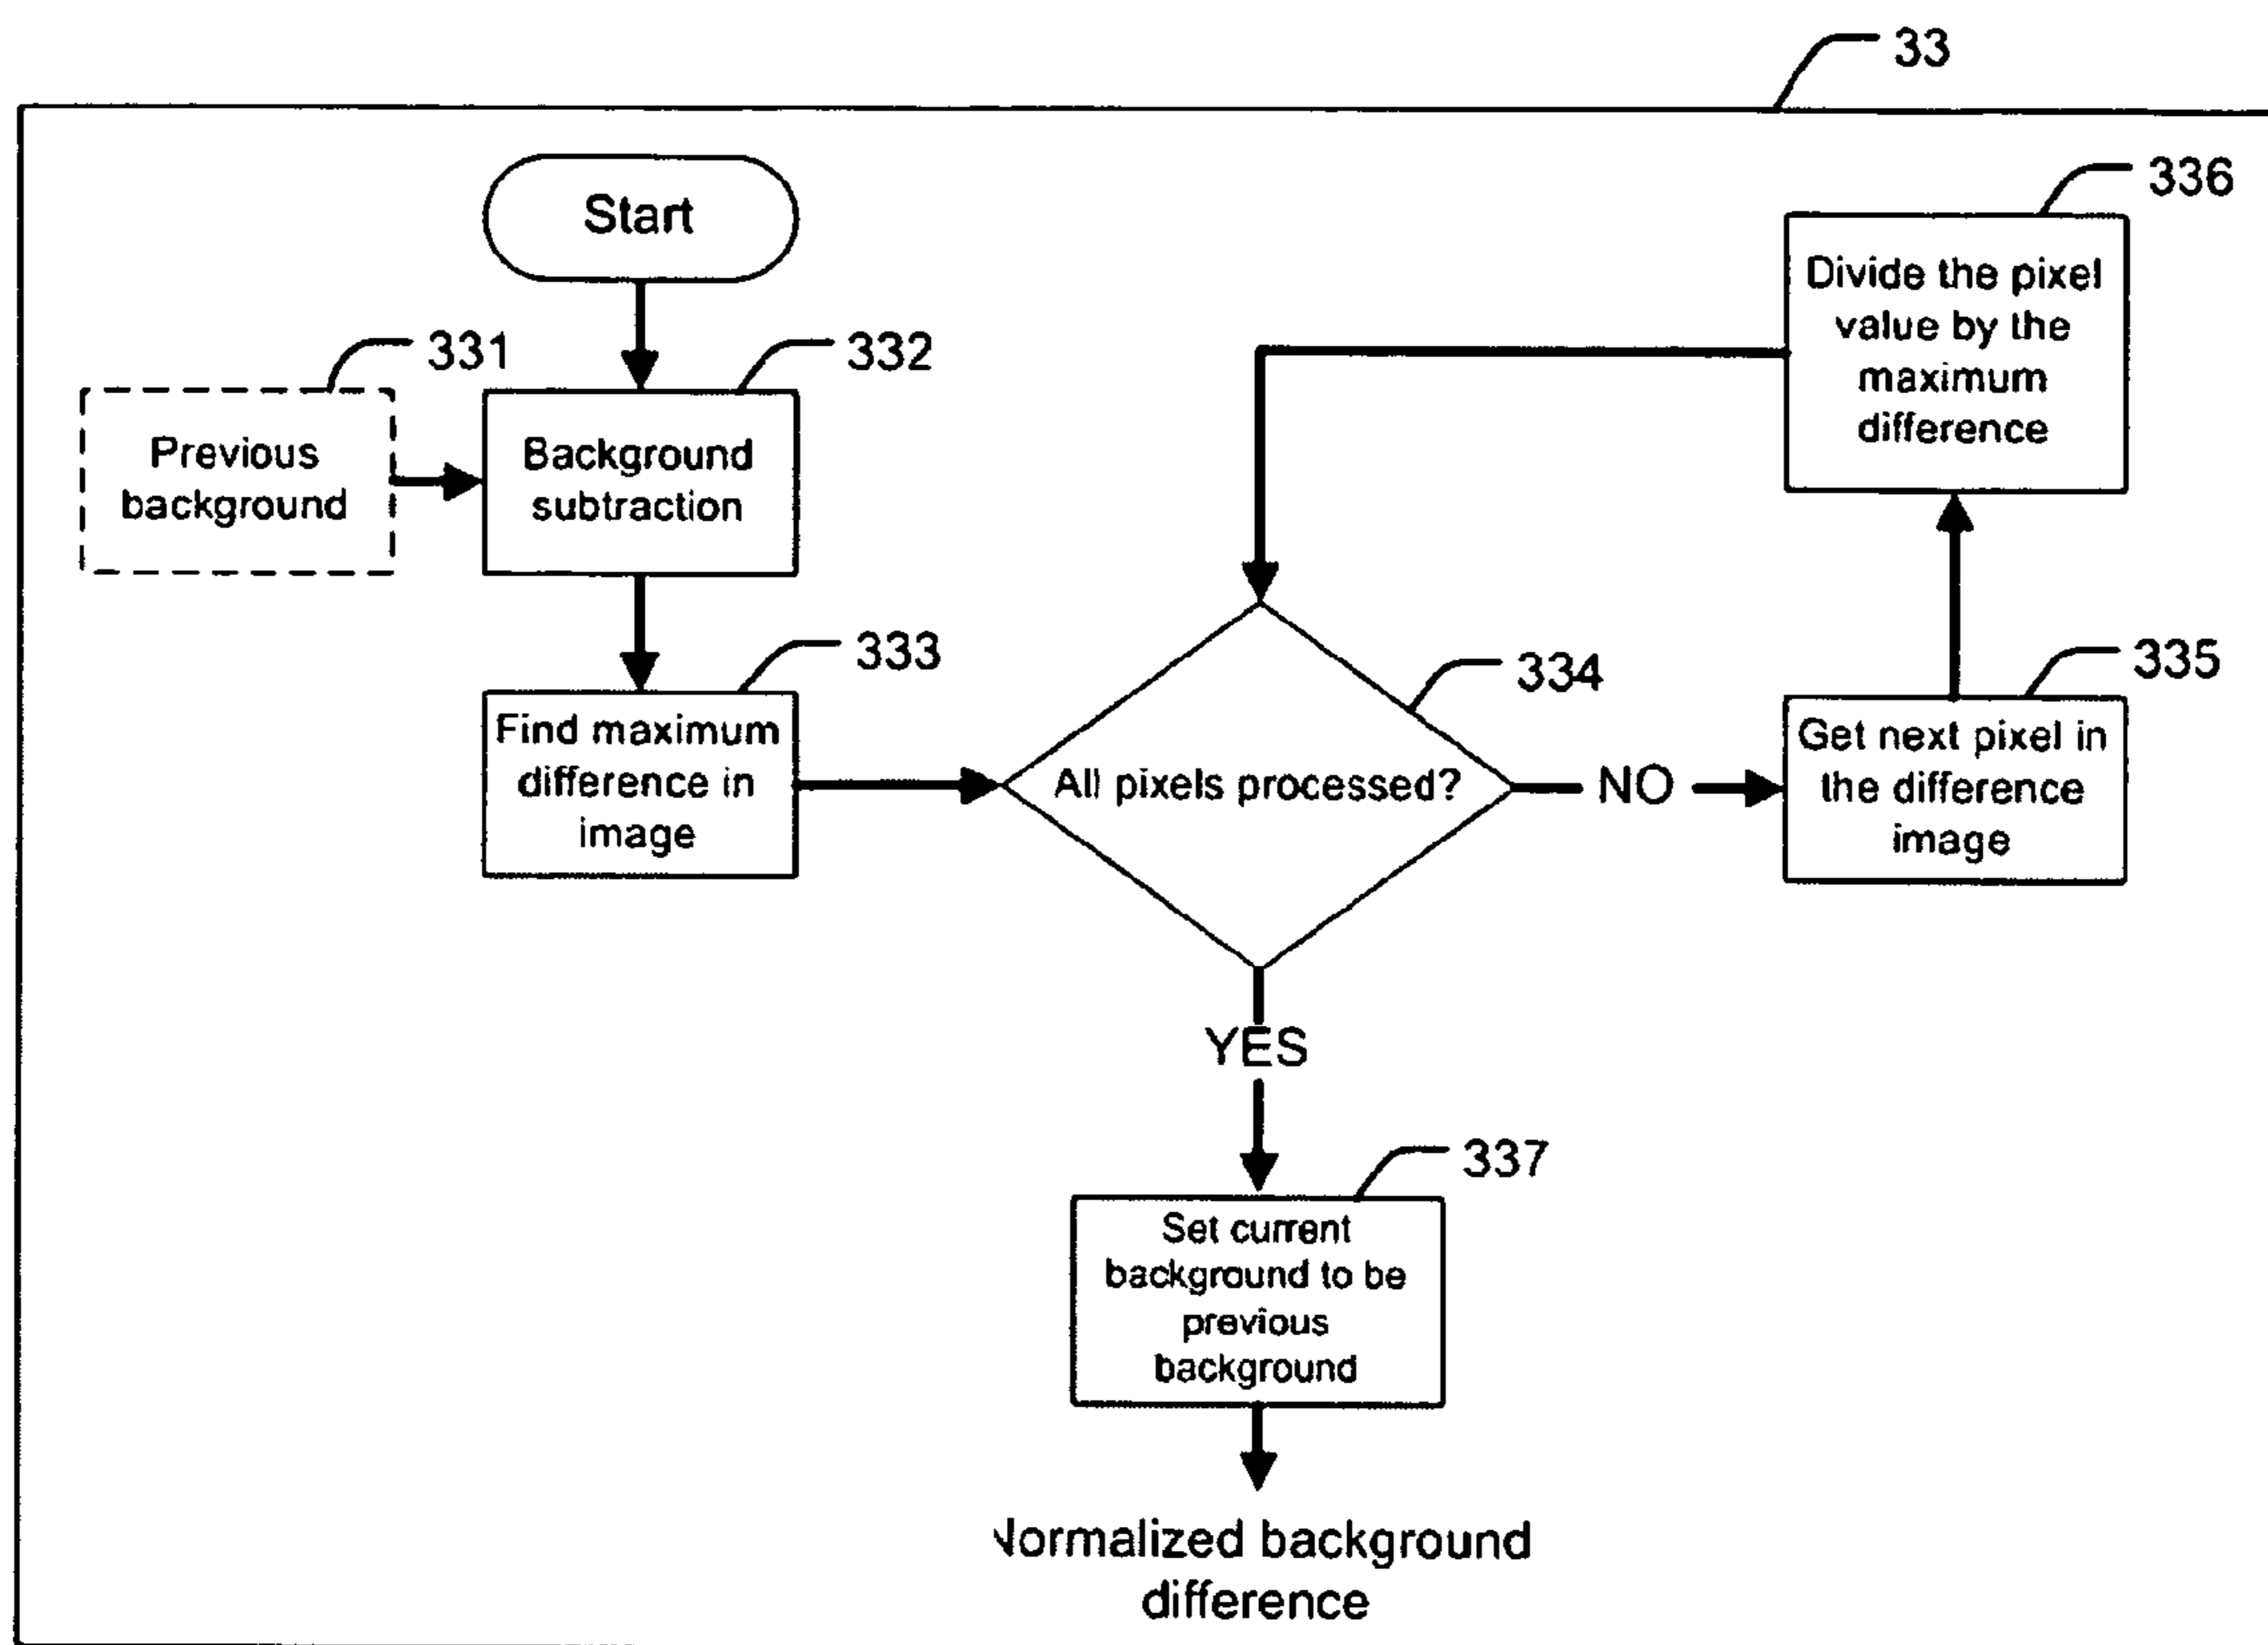 33
Start
336
Divide the pixel
value by the
maximum
difference
331
332
Previous
background
Background
subtraction
333
Find maximum
difference in
image
334
All pixels processed?
NO
335
Get next pixel in
the difference
image
YES
337
Set current
background to be
previous
background
Normalized background
difference